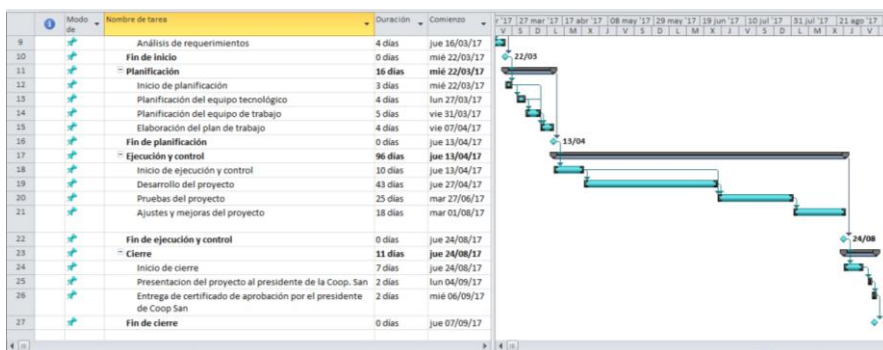 Modo de Nombre de tarea Duración Comienzo r '17 27 mar '17 17 abr '17 08 may '17 29 may '17 19 jun '17 10 jul '17 31 jul '17 21 ago '17
V S D L M X J V S D L M X J V
9 Análisis de requerimientos 4 días jue 16/03/17
10 Fin de inicio 0 días mié 22/03/17 22/03
11 Planificación 16 días mié 22/03/17
12 Inicio de planificación 3 días mié 22/03/17
13 Planificación del equipo tecnológico 4 días lun 27/03/17
14 Planificación del equipo de trabajo 5 días vie 31/03/17
15 Elaboración del plan de trabajo 4 días vie 07/04/17
16 Fin de planificación 0 días jue 13/04/17 13/04
17 Ejecución y control 96 días jue 13/04/17
18 Inicio de ejecución y control 10 días jue 13/04/17
19 Desarrollo del proyecto 43 días jue 27/04/17
20 Pruebas del proyecto 25 días mar 27/06/17
21 Ajustes y mejoras del proyecto 18 días mar 01/08/17
22 Fin de ejecución y control 0 días jue 24/08/17 24/08
23 Cierre 11 días jue 24/08/17
24 Inicio de cierre 7 días jue 24/08/17
25 Presentacion del proyecto al presidente de la Coop. San 2 días lun 04/09/17
26 Entrega de certificado de aprobación por el presidente 2 días mié 06/09/17
de Coop San
27 Fin de cierre 0 días jue 07/09/17